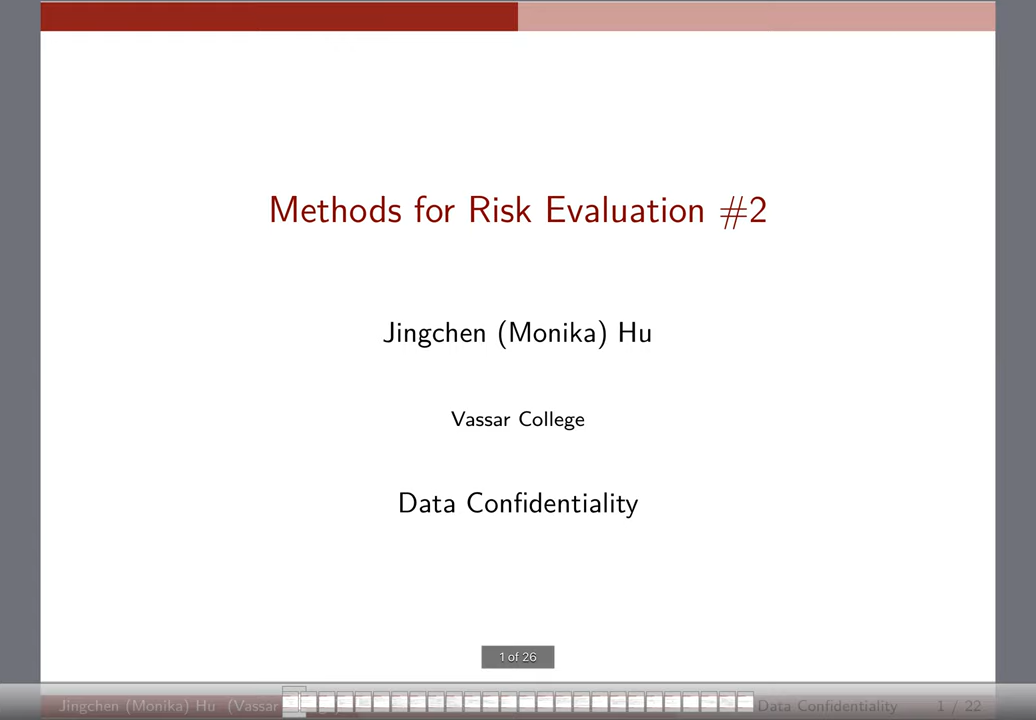 Methods for Risk Evaluation #2
Jingchen (Monika) Hu
Vassar College
Data Confidentiality
1 of 26
Jingchen (Monika) Hu (Vassar
Data Confidentiality
1 / 22